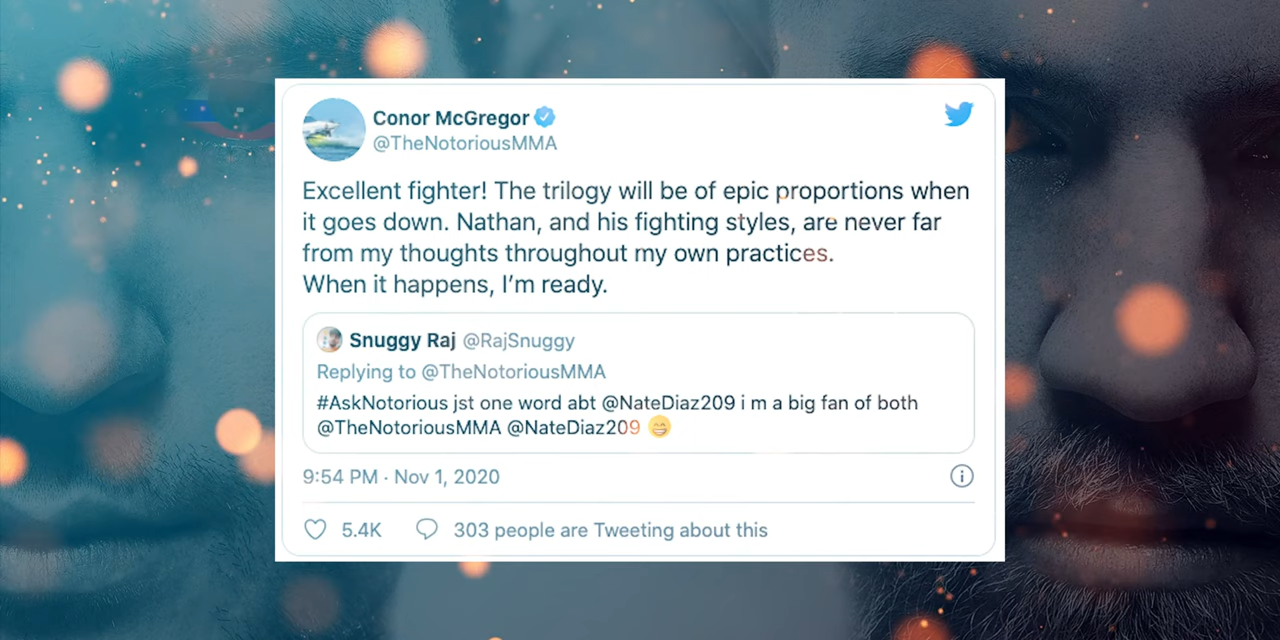 Conor McGregor
@TheNotoriousMMA
Excellent fighter! The trilogy will be of epic proportions when
it goes down. Nathan, and his fighting styles, are never far
from my thoughts throughout my own practices.
When it happens, I’m ready.
Snuggy Raj @RajSnuggy
Replying to @TheNotoriousMMA
#AskNotorious jst one word abt @NateDiaz209 i m a big fan of both
@TheNotoriousMMA @NateDiaz209 😁
9:54 PM · Nov 1, 2020
5.4K 303 people are Tweeting about this